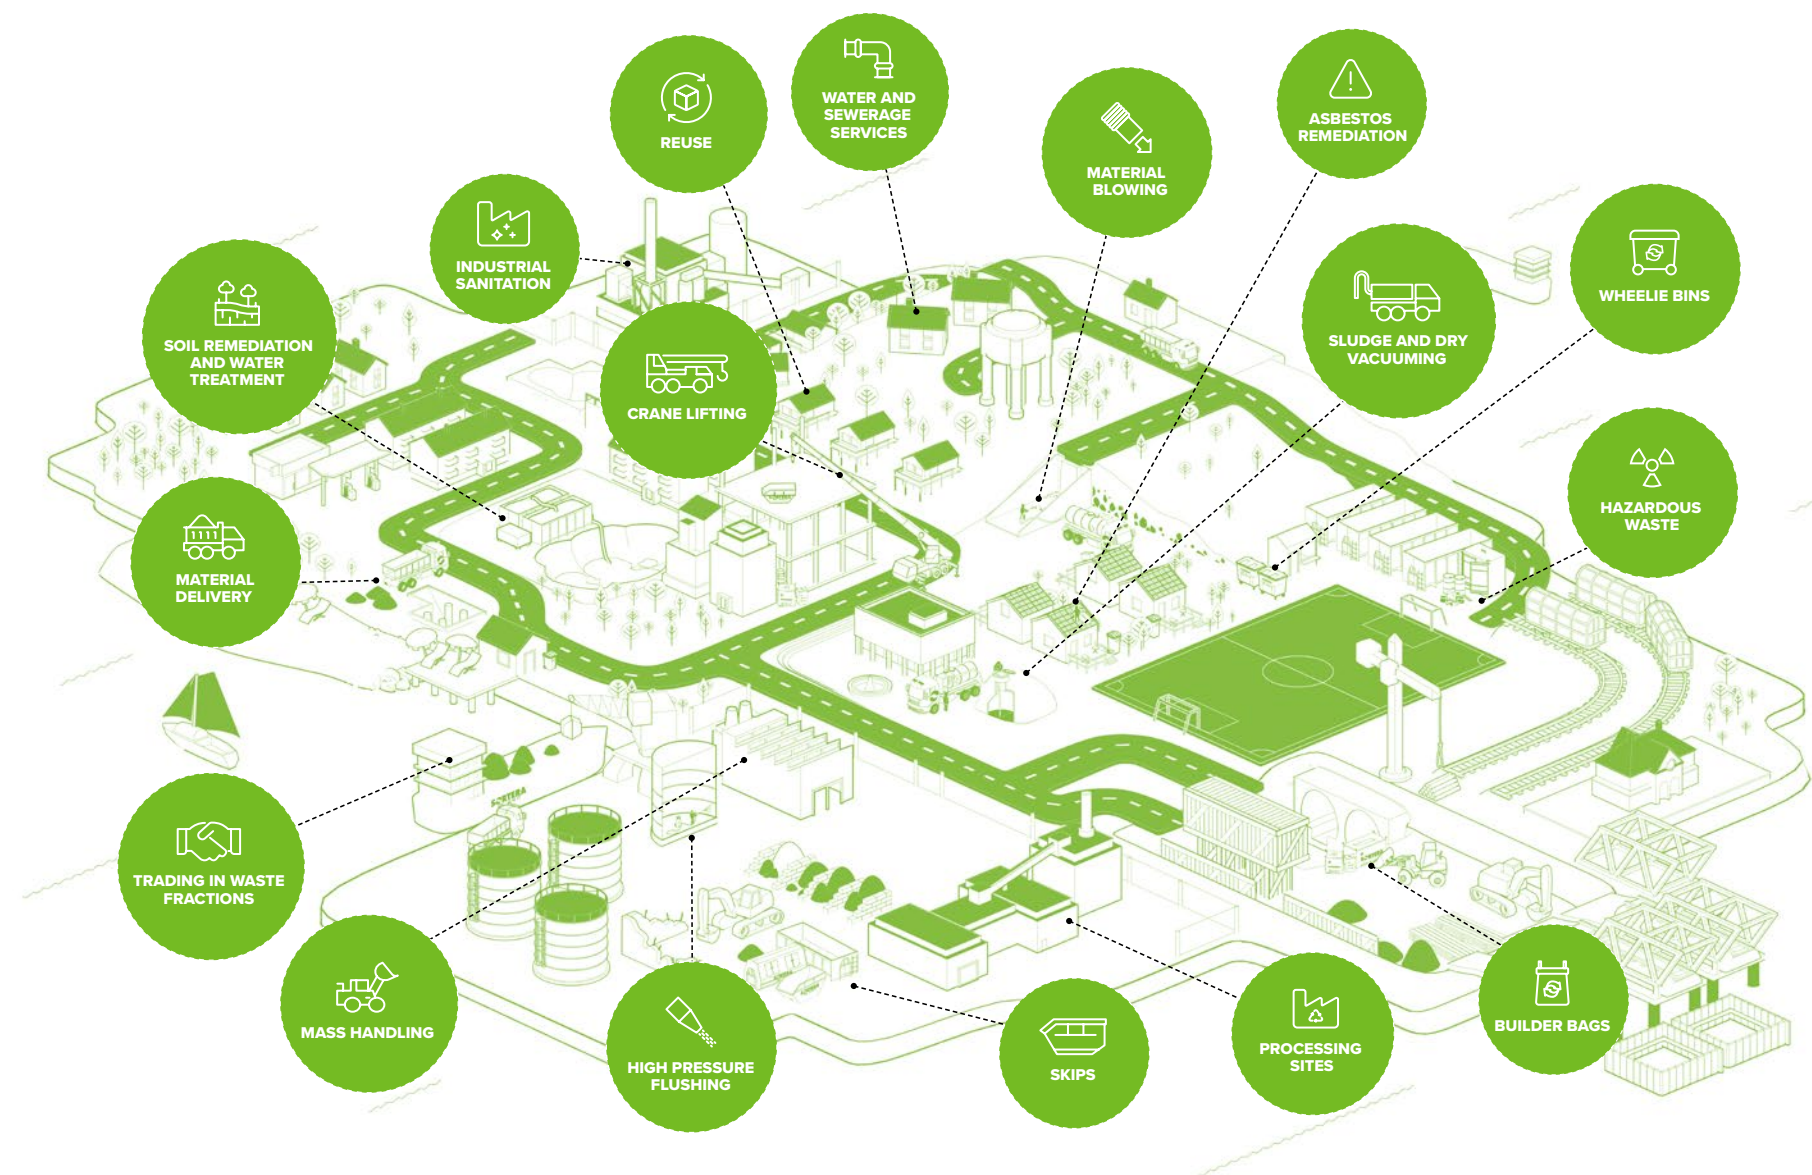 REUSE
WATER AND
SEWERAGE
SERVICES
MATERIAL
BLOWING
ASBESTOS
REMEDIATION
INDUSTRIAL
SANITATION
WHEELIE BINS
SOIL REMEDIATION
AND WATER
TREATMENT
CRANE LIFTING
SLUDGE AND DRY
VACUUMING
HAZARDOUS
WASTE
MATERIAL
DELIVERY
SORTERA
TRADING IN WASTE
FRACTIONS
MASS HANDLING
HIGH PRESSURE
FLUSHING
SKIPS
PROCESSING
SITES
BUILDER BAGS